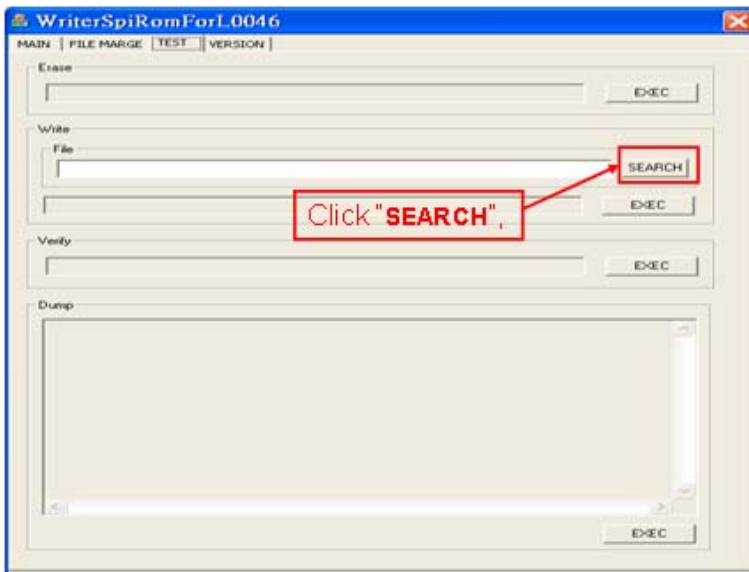 WriterSpiRomForL0046
MAIN FILE MARGE TEST VERSION
Erase
EXEC
Write
File
SEARCH
EXEC
Click "SEARCH",
Verify
EXEC
Dump
EXEC